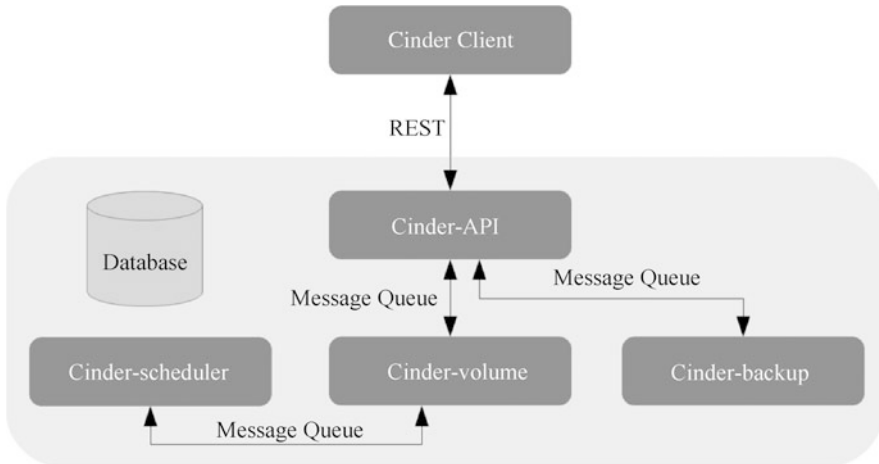 Cinder Client
REST
Cinder-API
Database
Message Queue
Message Queue
Cinder-scheduler
Cinder-volume
Cinder-backup
Message Queue